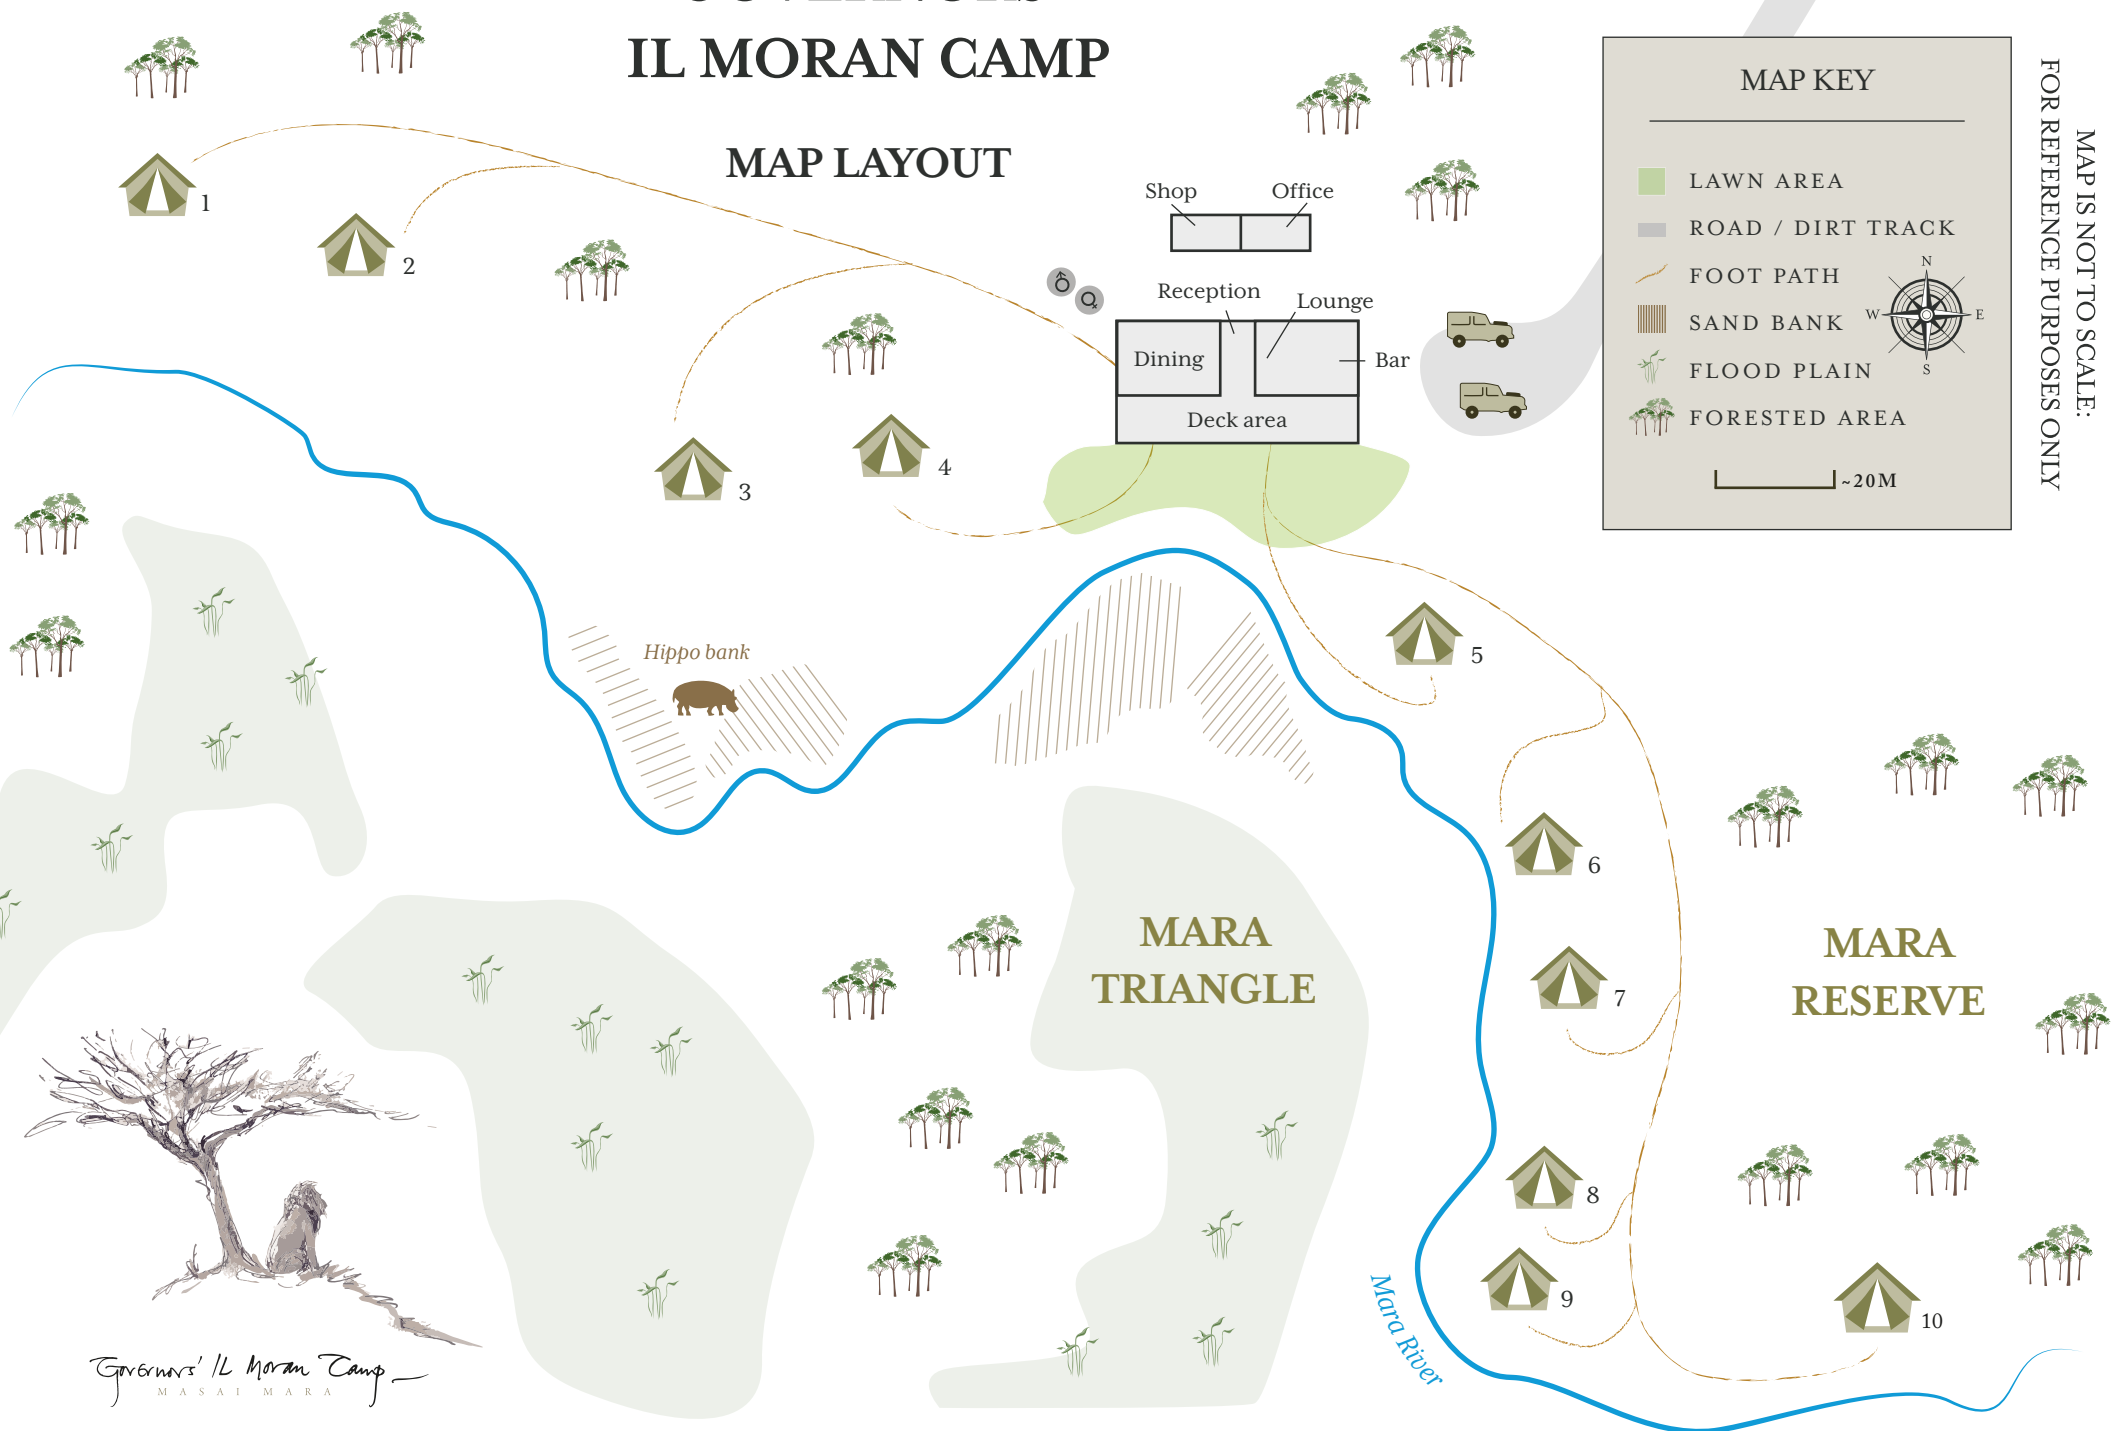 GOVERNORS'
IL MORAN CAMP
MAP LAYOUT
MAP KEY
LAWN AREA
ROAD / DIRT TRACK
FOOT PATH
SAND BANK
FLOOD PLAIN
FORESTED AREA
N
W
E
S
~20M
MAP IS NOT TO SCALE:
FOR REFERENCE PURPOSES ONLY
Shop
Office
Reception
Lounge
Dining
Bar
Deck area
1
2
3
4
Hippo bank
5
6
7
8
9
10
MARA
TRIANGLE
MARA
RESERVE
Mara River
Governors' IL Moran Camp
MASAI MARA